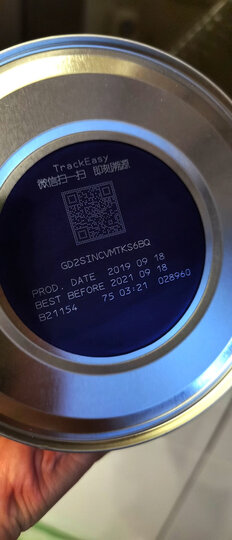 TrackEasy
微信扫一扫 即刻溯源
GD2SINCVMTKS6BQ
PROD. DATE 2019 09 18
BEST BEFORE 2021 09 18
B21154 75 03:21 028960